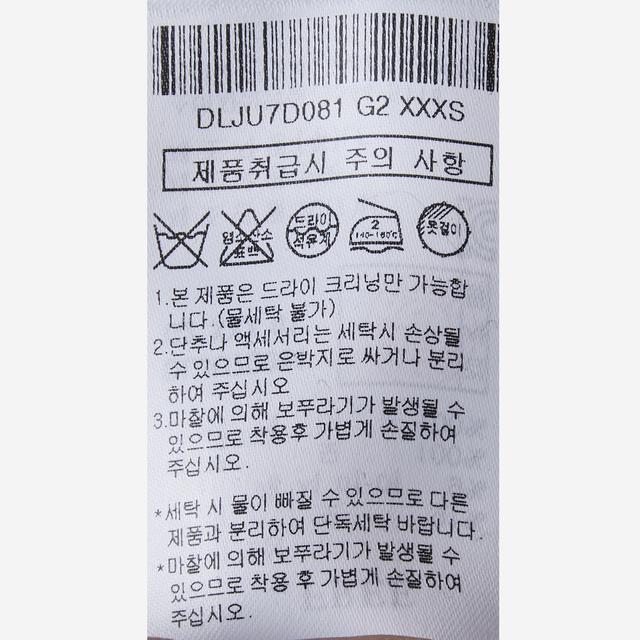 DLJU7D081 G2 XXXS
제품취급시 주의 사항
염소산소 표백
드라이 석유계
2 140-160℃
옷걸이
1.본 제품은 드라이 크리닝만 가능합
니다.(물세탁 불가)
2.단추나 액세서리는 세탁시 손상될
수 있으므로 은박지로 싸거나 분리
하여 주십시오
3.마찰에 의해 보푸라기가 발생될 수
있으므로 착용후 가볍게 손질하여
주십시오.
*세탁 시 물이 빠질 수 있으므로 다른
제품과 분리하여 단독세탁 바랍니다.
*마찰에 의해 보푸라기가 발생될 수
있으므로 착용 후 가볍게 손질하여
주십시오.